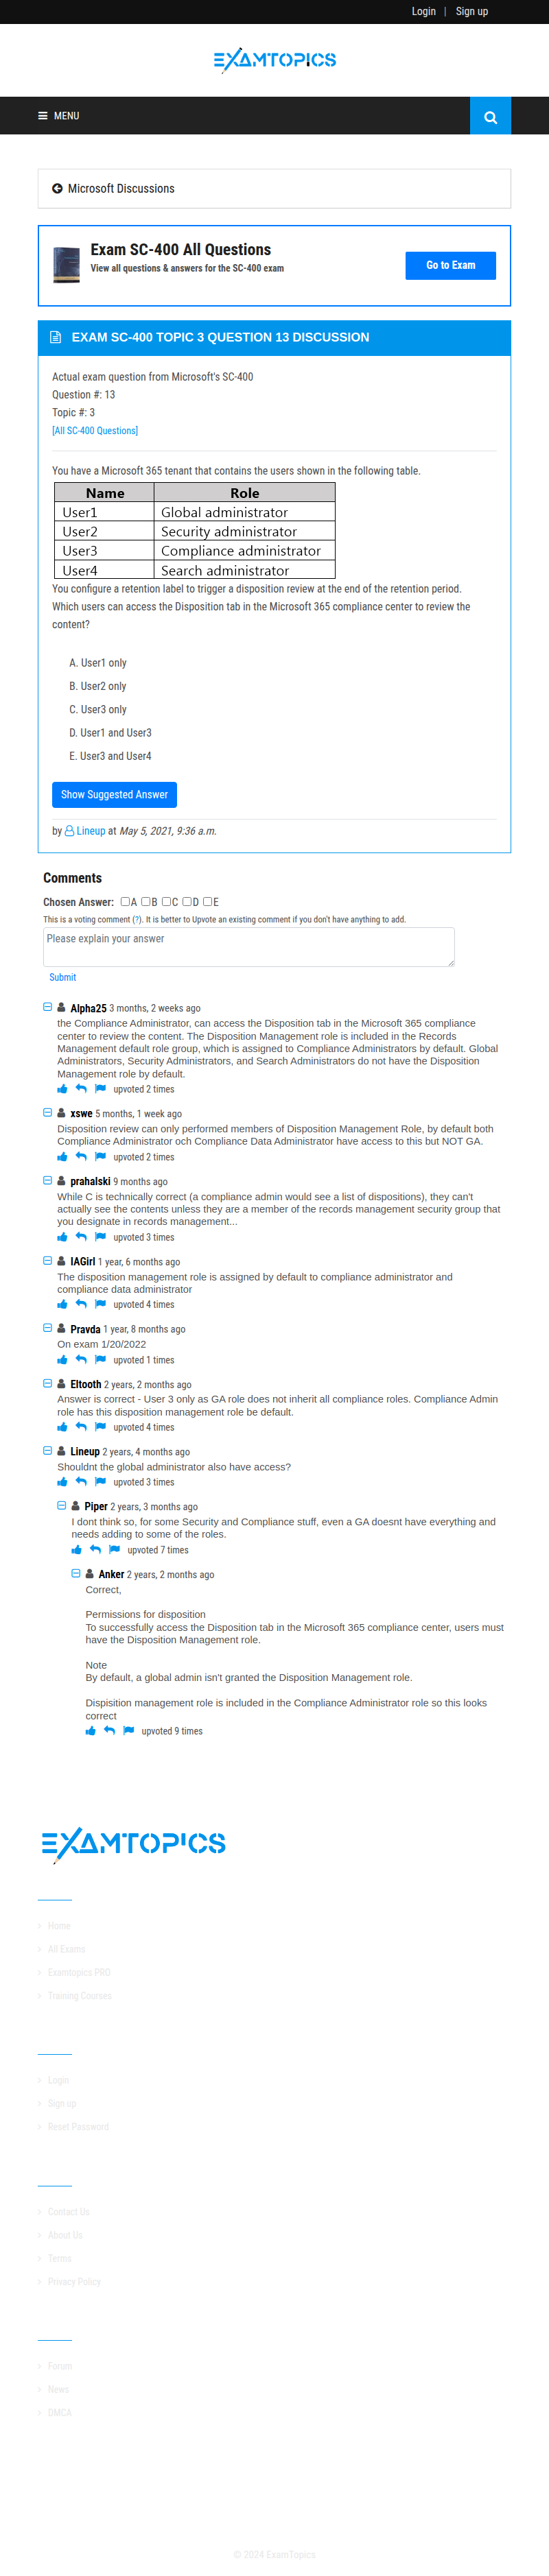 Login | Sign up
EXAMTOPICS
MENU
Microsoft Discussions
Exam SC-400 All Questions
View all questions & answers for the SC-400 exam
Go to Exam
EXAM SC-400 TOPIC 3 QUESTION 13 DISCUSSION
Actual exam question from Microsoft's SC-400
Question #: 13
Topic #: 3
[All SC-400 Questions]
You have a Microsoft 365 tenant that contains the users shown in the following table.
Name Role
User1 Global administrator
User2 Security administrator
User3 Compliance administrator
User4 Search administrator
You configure a retention label to trigger a disposition review at the end of the retention period.
Which users can access the Disposition tab in the Microsoft 365 compliance center to review the
content?
A. User1 only
B. User2 only
C. User3 only
D. User1 and User3
E. User3 and User4
Show Suggested Answer
by Lineup at May 5, 2021, 9:36 a.m.
Comments
Chosen Answer: A B C D E
This is a voting comment (?). It is better to Upvote an existing comment if you don't have anything to add.
Please explain your answer
Submit
Alpha25 3 months, 2 weeks ago
the Compliance Administrator, can access the Disposition tab in the Microsoft 365 compliance
center to review the content. The Disposition Management role is included in the Records
Management default role group, which is assigned to Compliance Administrators by default. Global
Administrators, Security Administrators, and Search Administrators do not have the Disposition
Management role by default.
upvoted 2 times
xswe 5 months, 1 week ago
Disposition review can only performed members of Disposition Management Role, by default both
Compliance Administrator och Compliance Data Administrator have access to this but NOT GA.
upvoted 2 times
prahalski 9 months ago
While C is technically correct (a compliance admin would see a list of dispositions), they can't
actually see the contents unless they are a member of the records management security group that
you designate in records management...
upvoted 3 times
IAGirl 1 year, 6 months ago
The disposition management role is assigned by default to compliance administrator and
compliance data administrator
upvoted 4 times
Pravda 1 year, 8 months ago
On exam 1/20/2022
upvoted 1 times
Eltooth 2 years, 2 months ago
Answer is correct - User 3 only as GA role does not inherit all compliance roles. Compliance Admin
role has this disposition management role be default.
upvoted 4 times
Lineup 2 years, 4 months ago
Shouldnt the global administrator also have access?
upvoted 3 times
Piper 2 years, 3 months ago
I dont think so, for some Security and Compliance stuff, even a GA doesnt have everything and
needs adding to some of the roles.
upvoted 7 times
Anker 2 years, 2 months ago
Correct,
Permissions for disposition
To successfully access the Disposition tab in the Microsoft 365 compliance center, users must
have the Disposition Management role.
Note
By default, a global admin isn't granted the Disposition Management role.
Dispisition management role is included in the Compliance Administrator role so this looks
correct
upvoted 9 times
EXAMTOPICS
Home
All Exams
Examtopics PRO
Training Courses
Login
Sign up
Reset Password
Contact Us
About Us
Terms
Privacy Policy
Forum
News
DMCA
© 2024 ExamTopics